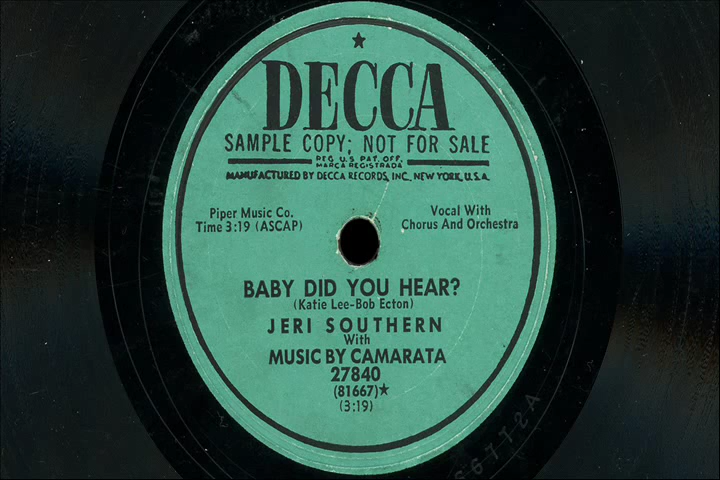 ★
DECCA
SAMPLE COPY; NOT FOR SALE
REG. U.S. PAT. OFF.
MARCA REGISTRADA
MANUFACTURED BY DECCA RECORDS, INC., NEW YORK, U.S.A.
Piper Music Co.
Time 3:19 (ASCAP)
Vocal With
Chorus And Orchestra
BABY DID YOU HEAR?
(Katie Lee-Bob Ecton)
JERI SOUTHERN
With
MUSIC BY CAMARATA
27840
(81667)★
(3:19)